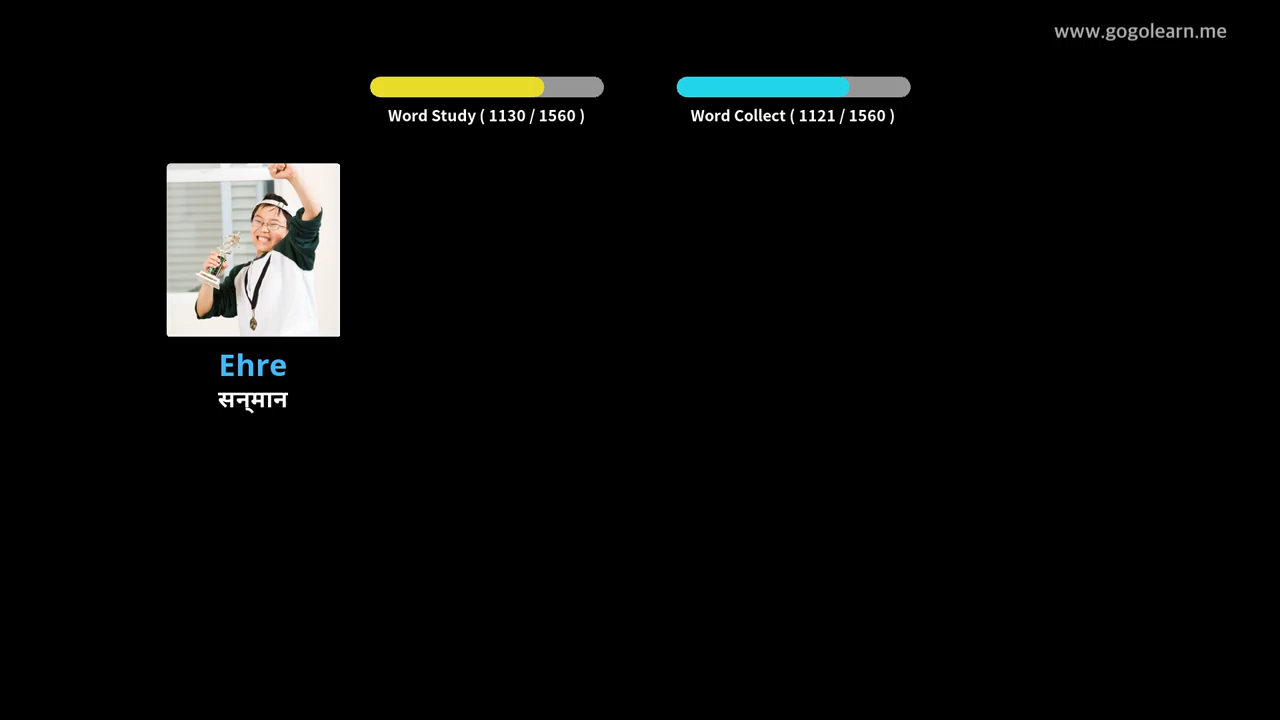 www.gogolearn.me
Word Study ( 1130 / 1560 )
Word Collect ( 1121 / 1560 )
Ehre
सन्‌मान